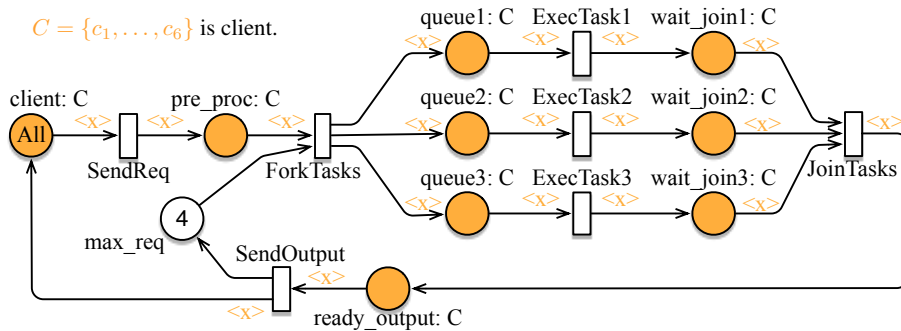 C = {c₁, . . . , c₆} is client.
queue1: C ExecTask1 wait_join1: C
<x> <x> <x> <x>
client: C pre_proc: C
queue2: C ExecTask2 wait_join2: C
All <x> <x> <x> <x> <x> <x> <x> <x>
SendReq ForkTasks JoinTasks
queue3: C ExecTask3 wait_join3: C
4 <x> <x> <x> <x>
max_req
SendOutput
<x> <x>
<x>
ready_output: C